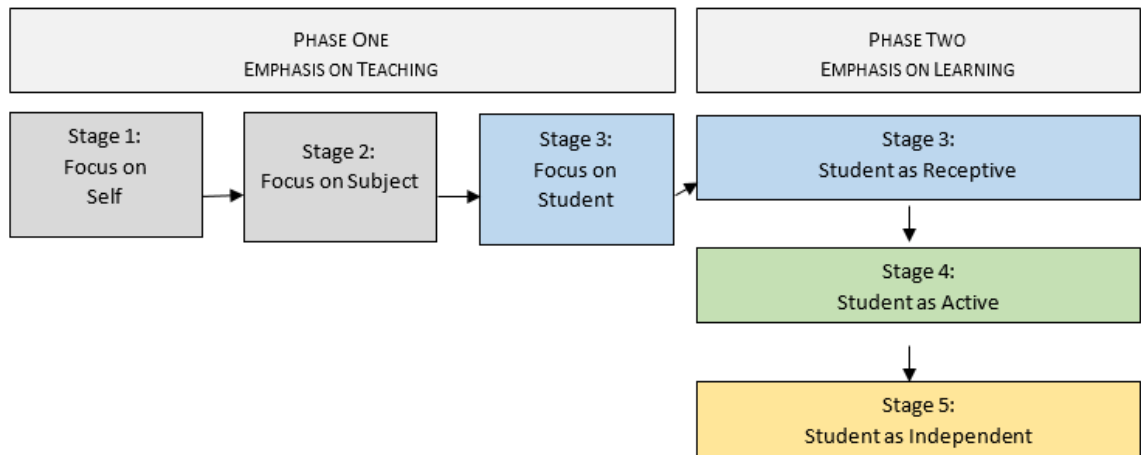 PHASE ONE
EMPHASIS ON TEACHING
PHASE TWO
EMPHASIS ON LEARNING
Stage 1:
Focus on
Self
Stage 2:
Focus on Subject
Stage 3:
Focus on
Student
Stage 3:
Student as Receptive
Stage 4:
Student as Active
Stage 5:
Student as Independent